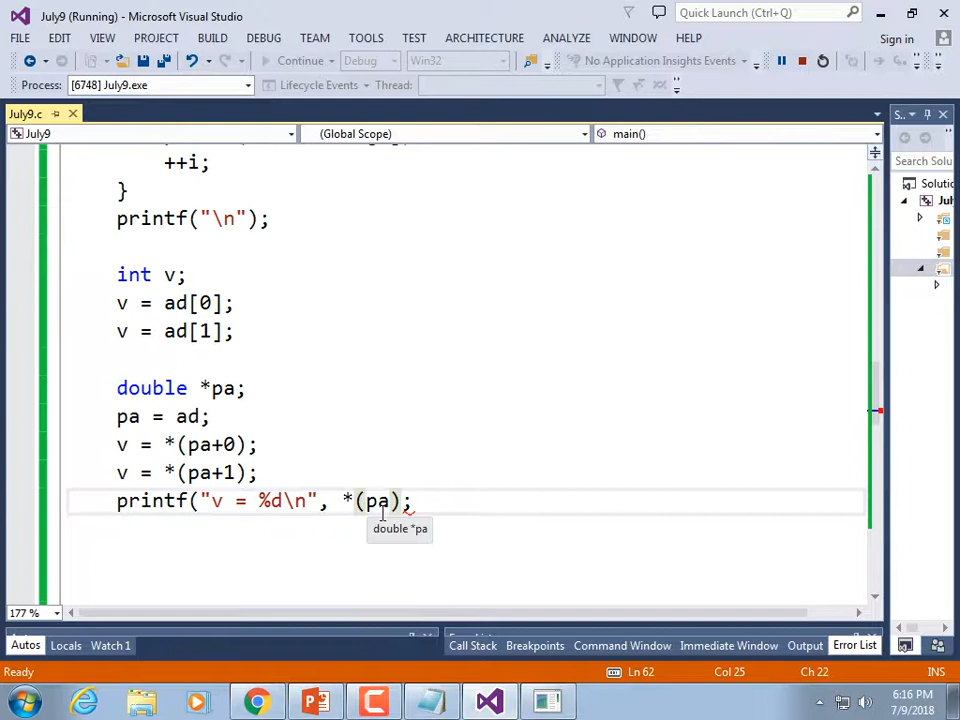 July9 (Running) - Microsoft Visual Studio
Quick Launch (Ctrl+Q)
FILE EDIT VIEW PROJECT BUILD DEBUG TEAM TOOLS TEST ARCHITECTURE ANALYZE WINDOW HELP
Sign in
Continue Debug Win32 No Application Insights Events
Process: [6748] July9.exe Lifecycle Events Thread:
July9.c
S..
July9 (Global Scope) main()
Search Solu
++i;
}
printf("\n");
int v;
v = ad[0];
v = ad[1];
double *pa;
pa = ad;
v = *(pa+0);
v = *(pa+1);
printf("v = %d\n", *(pa);
double *pa
Solutio
Jul
177 %
Autos Locals Watch 1
Call Stack Breakpoints Command Window Immediate Window Output Error List
Ready Ln 62 Col 25 Ch 22 INS
6:16 PM
7/9/2018